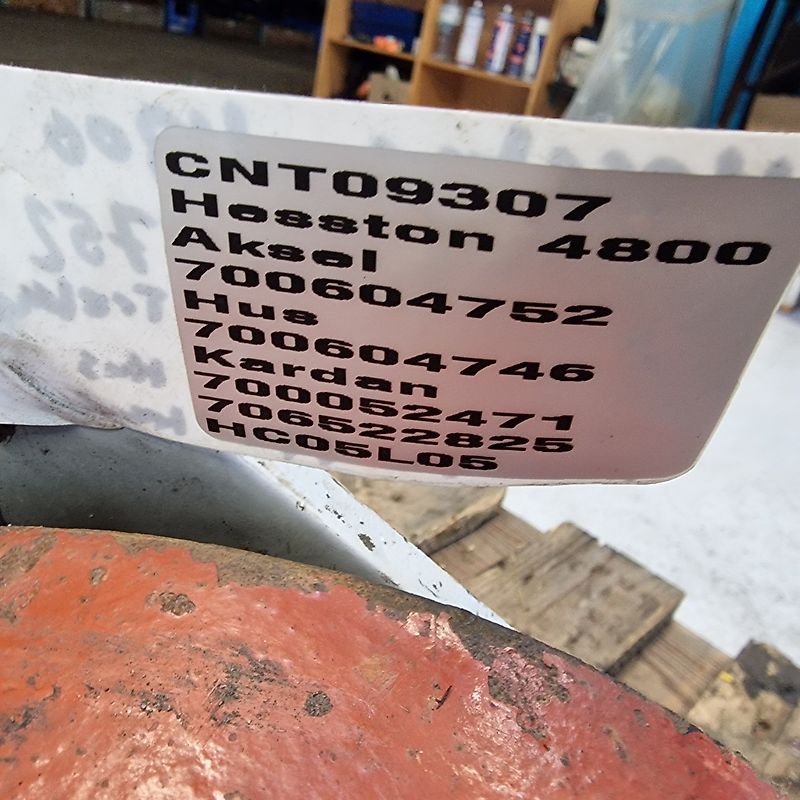 CNT09307
Hesston 4800
Aksel
700604752
Hus
700604746
Kardan
700052471
706522825
HC05L05